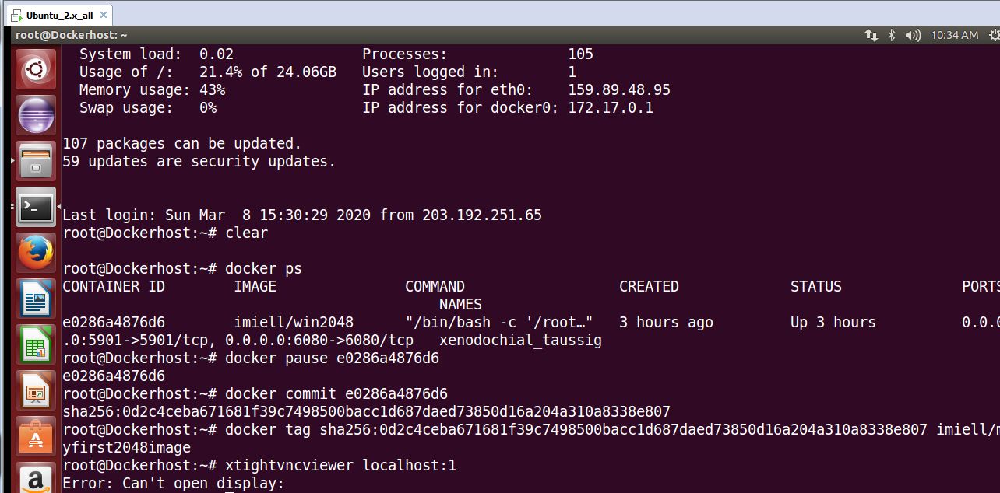 Ubuntu_2.x_all
root@Dockerhost: ~ 10:34 AM
System load: 0.02 Processes: 105
Usage of /: 21.4% of 24.06GB Users logged in: 1
Memory usage: 43% IP address for eth0: 159.89.48.95
Swap usage: 0% IP address for docker0: 172.17.0.1
107 packages can be updated.
59 updates are security updates.
Last login: Sun Mar  8 15:30:29 2020 from 203.192.251.65
root@Dockerhost:~# clear
root@Dockerhost:~# docker ps
CONTAINER ID IMAGE COMMAND CREATED STATUS PORTS
NAMES
e0286a4876d6 imiell/win2048 "/bin/bash -c '/root…" 3 hours ago Up 3 hours 0.0.0
.0:5901->5901/tcp, 0.0.0.0:6080->6080/tcp xenodochial_taussig
root@Dockerhost:~# docker pause e0286a4876d6
e0286a4876d6
root@Dockerhost:~# docker commit e0286a4876d6
sha256:0d2c4ceba671681f39c7498500bacc1d687daed73850d16a204a310a8338e807
root@Dockerhost:~# docker tag sha256:0d2c4ceba671681f39c7498500bacc1d687daed73850d16a204a310a8338e807 imiell/m
yfirst2048image
root@Dockerhost:~# xtightvncviewer localhost:1
Error: Can't open display: